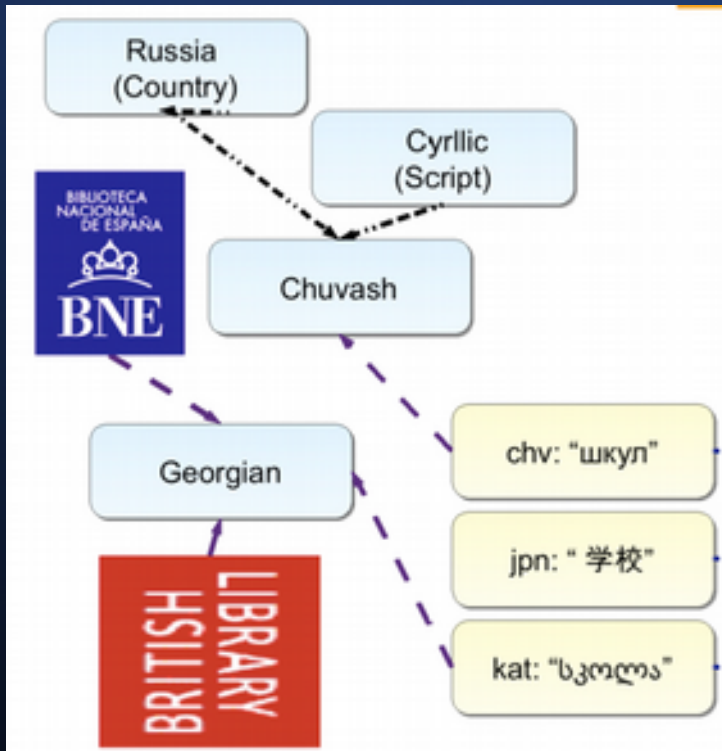 Russia
(Country)
Cyrllic
(Script)
BIBLIOTECA
NACIONAL
DE ESPAÑA
BNE
Chuvash
Georgian
chv: “шкул”
jpn: “ 学校”
kat: “სკოლა”
BRITISH
LIBRARY